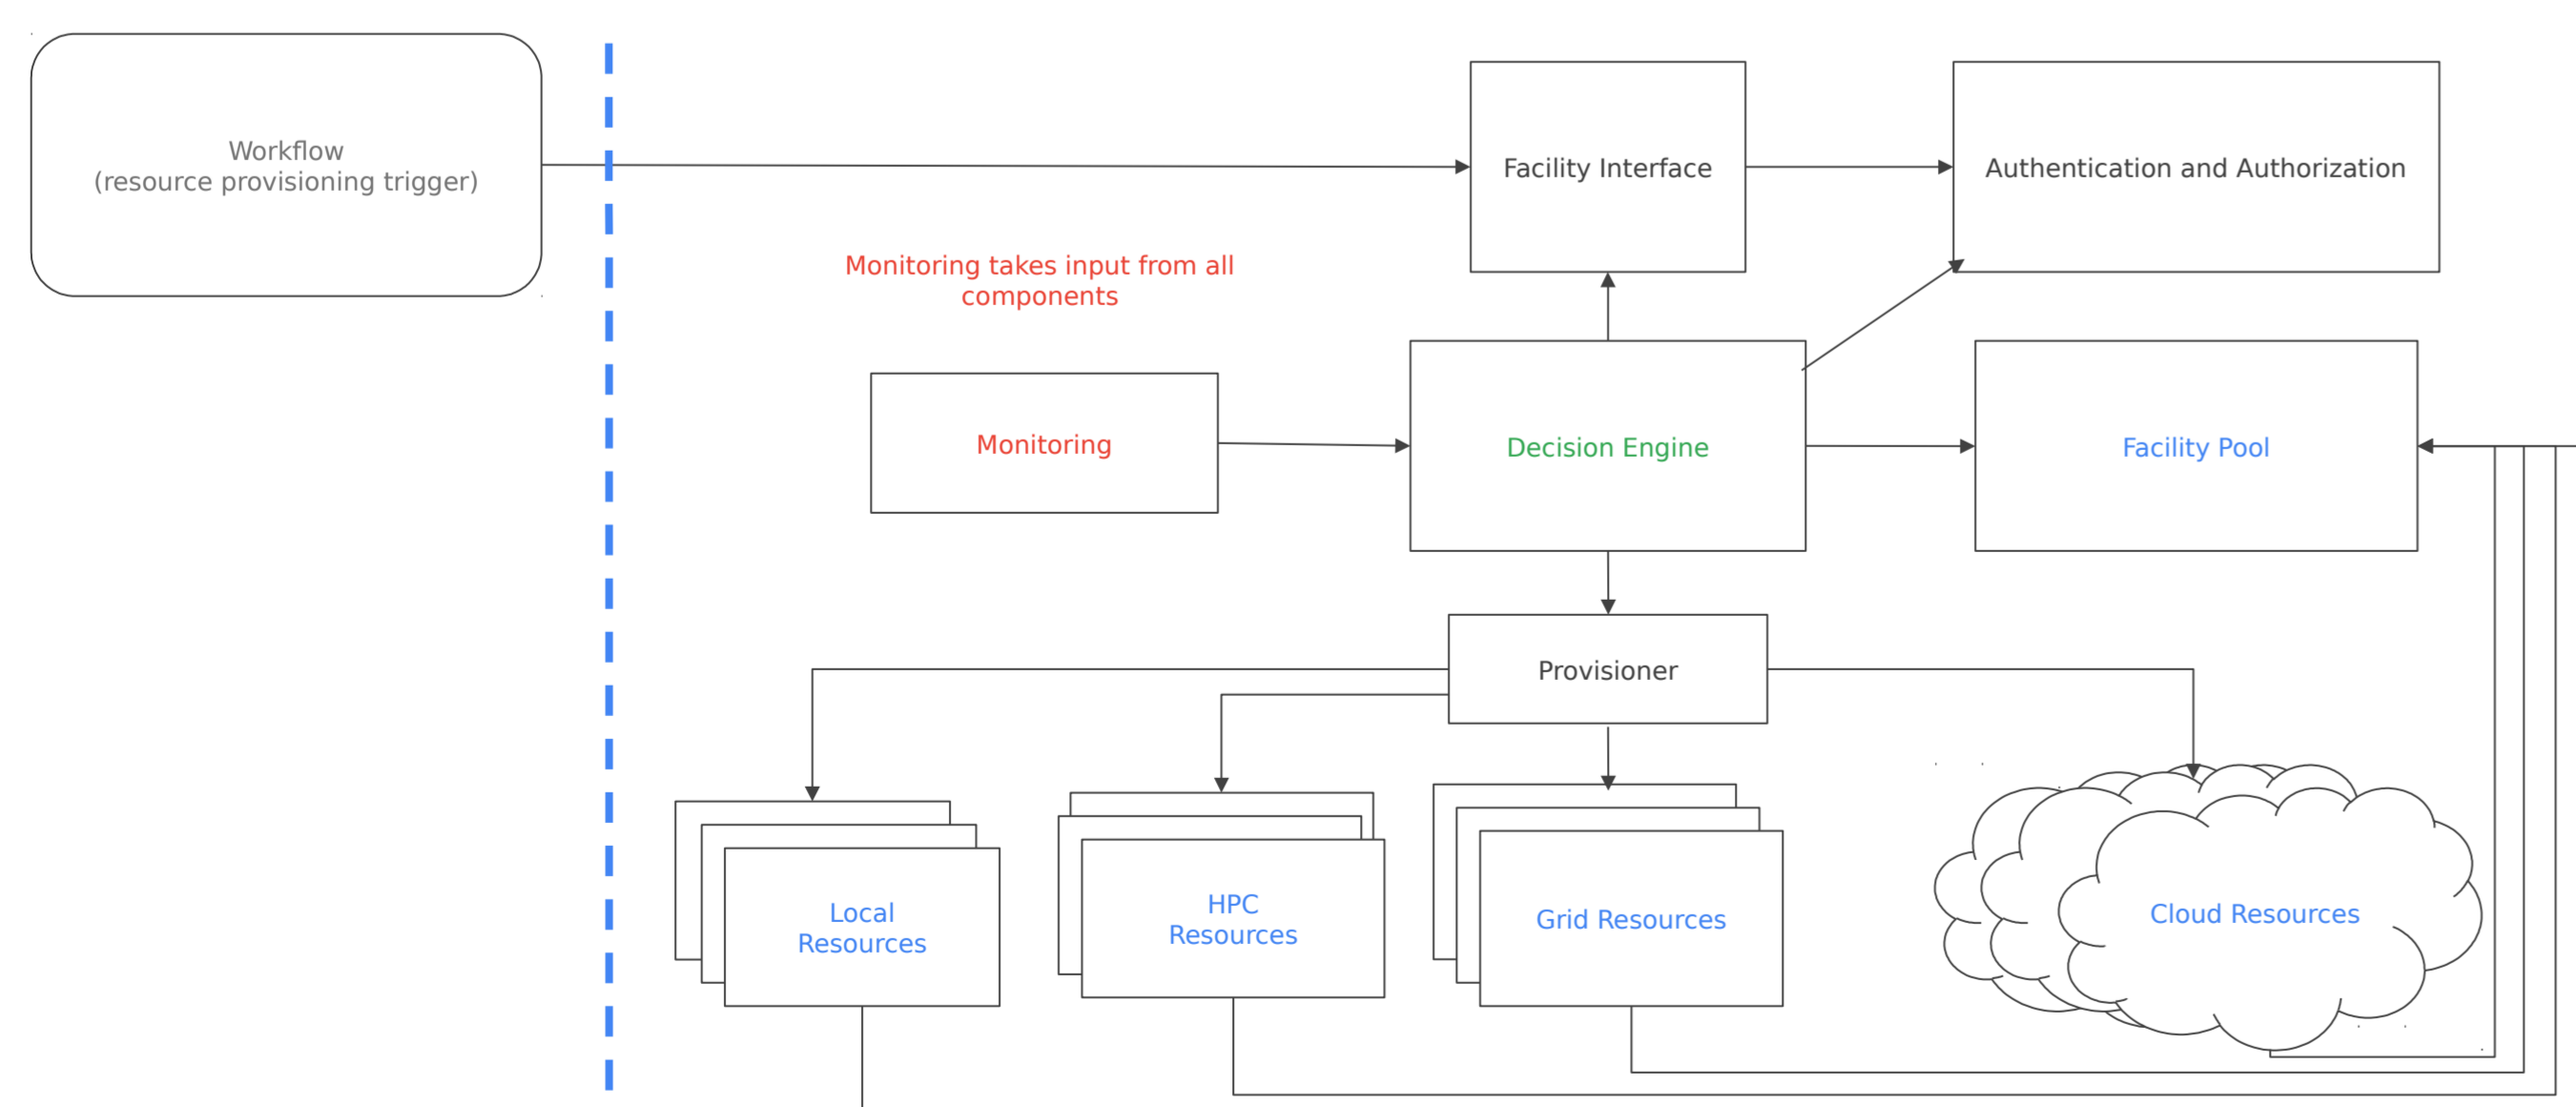 Workflow
(resource provisioning trigger)
Facility Interface
Authentication and Authorization
Monitoring takes input from all
components
Monitoring
Decision Engine
Facility Pool
Provisioner
Local
Resources
HPC
Resources
Grid Resources
Cloud Resources